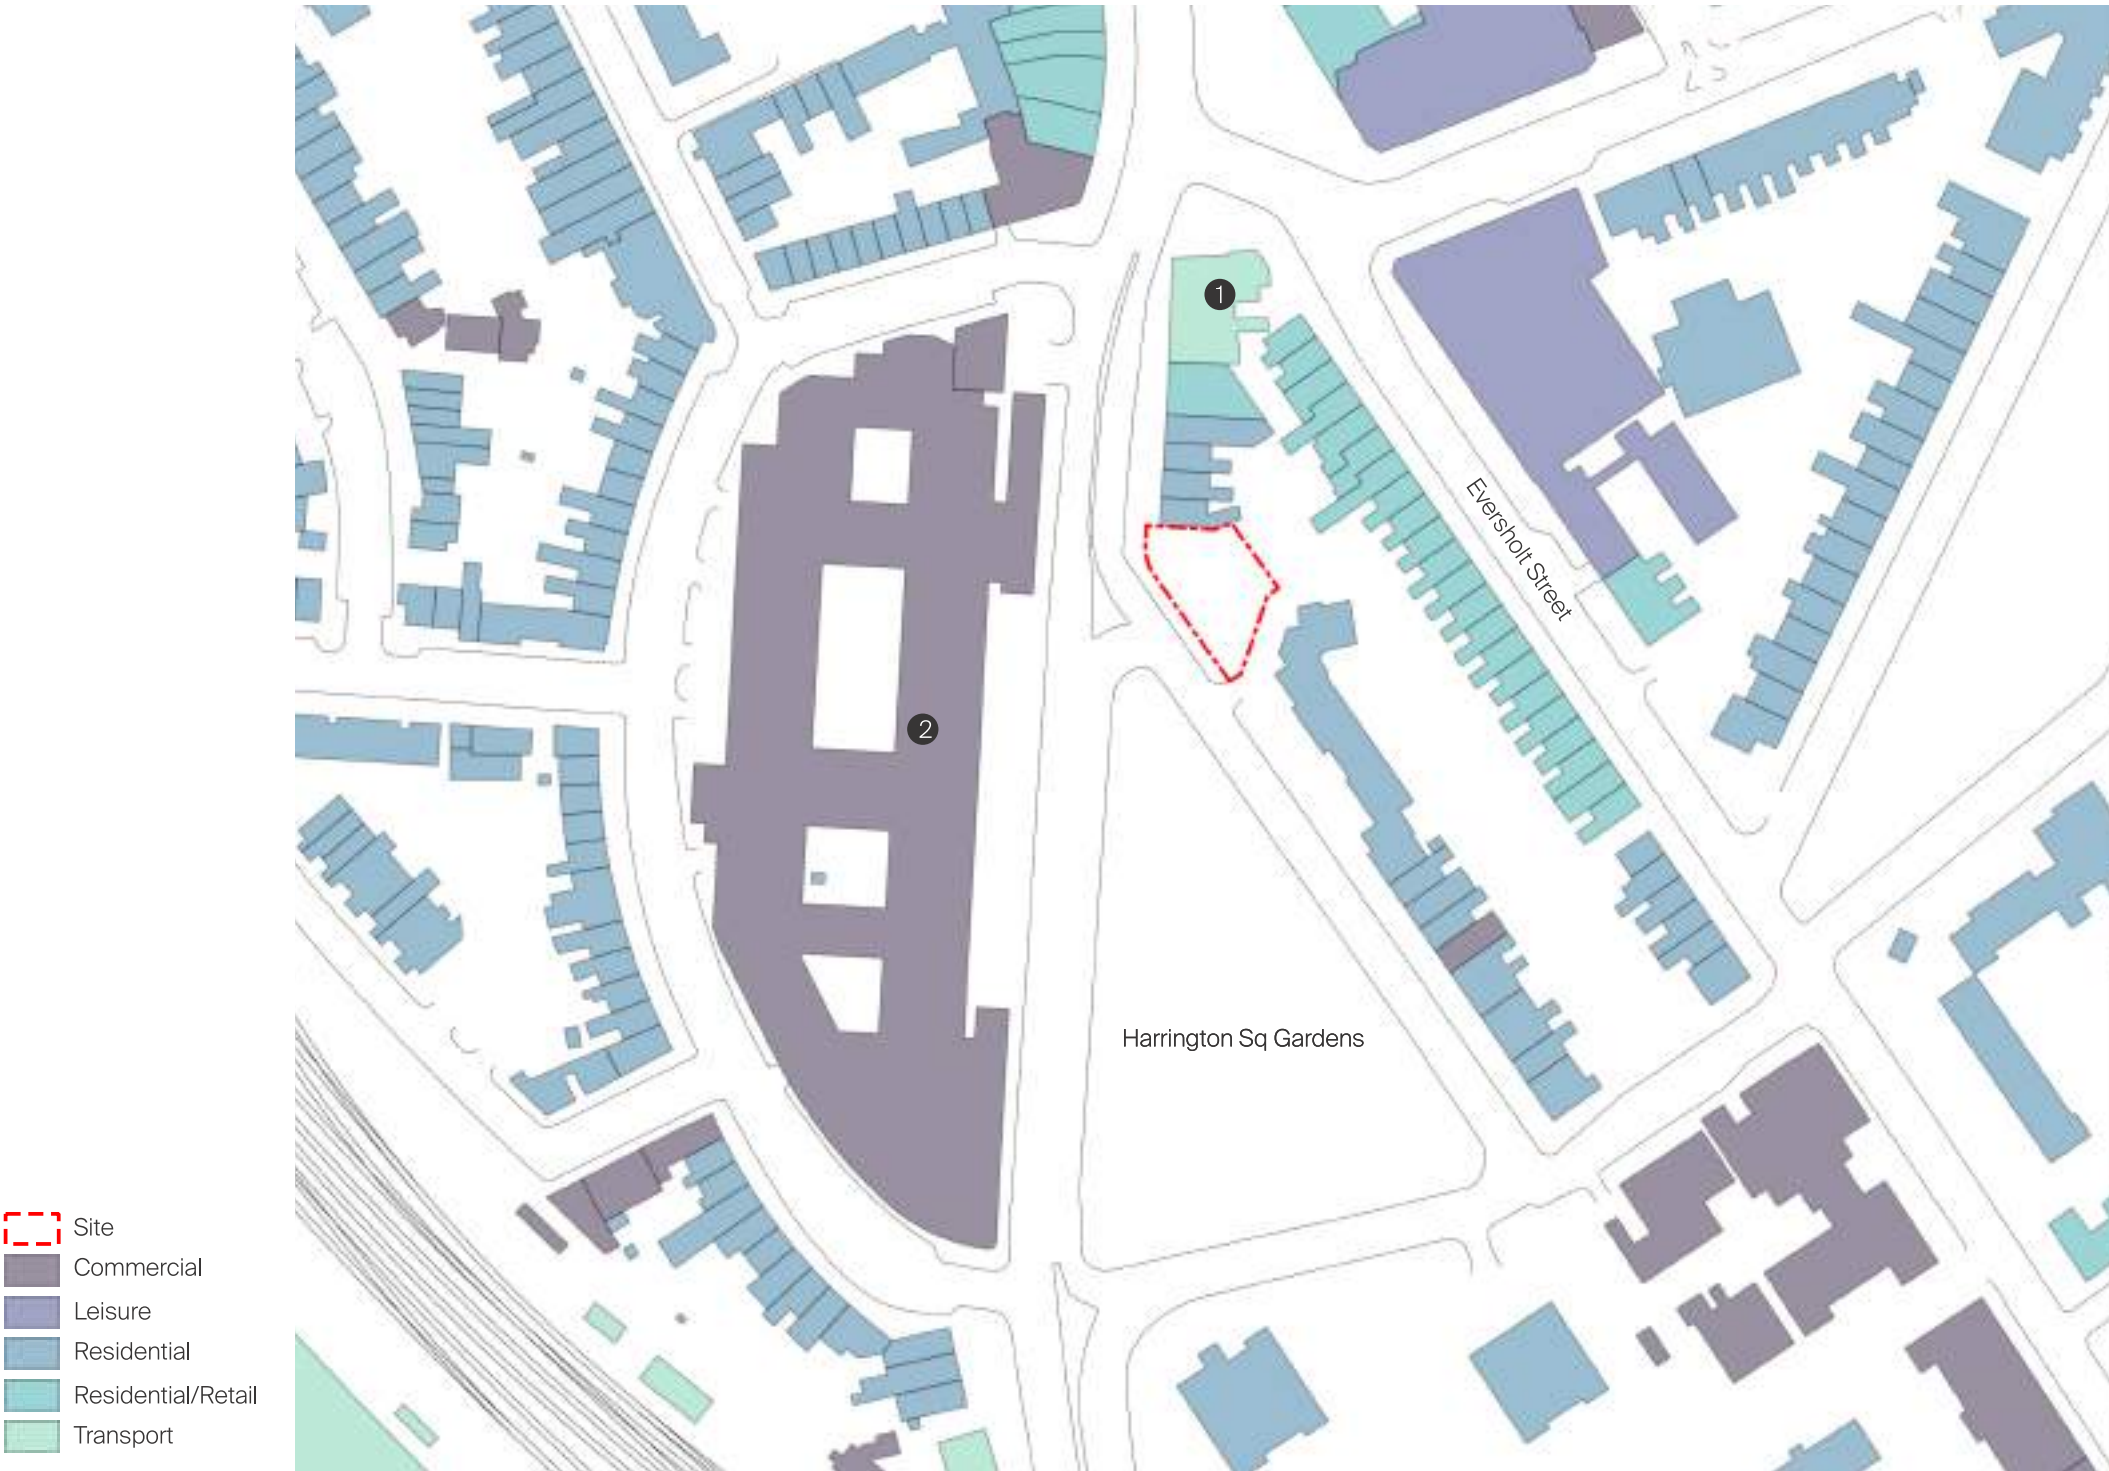 1
Eversholt Street
2
Harrington Sq Gardens
Site
Commercial
Leisure
Residential
Residential/Retail
Transport